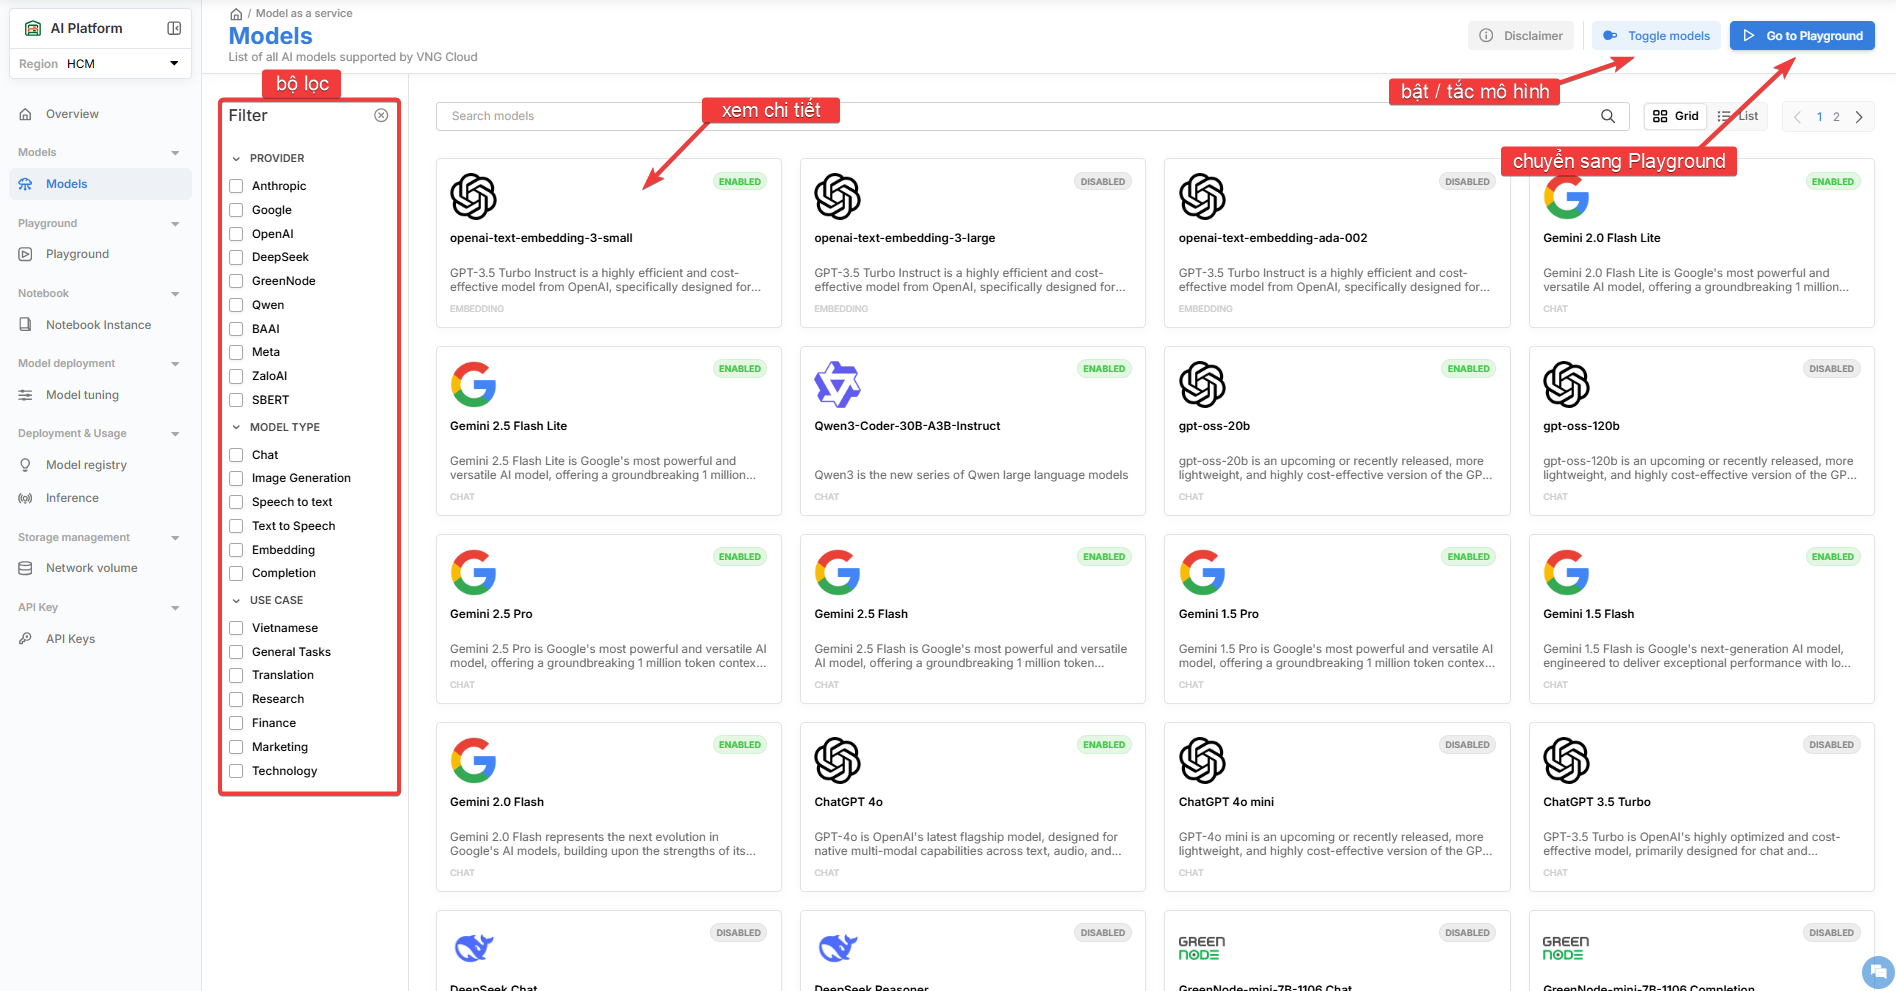 AI Platform
Region HCM
Overview
Models
Models
Playground
Playground
Notebook
Notebook Instance
Model deployment
Model tuning
Deployment & Usage
Model registry
Inference
Storage management
Network volume
API Key
API Keys
/ Model as a service
Models
List of all AI models supported by VNG Cloud
Disclaimer
Toggle models
Go to Playground
bộ lọc
xem chi tiết
bật / tắc mô hình
chuyển sang Playground
Filter
PROVIDER
Anthropic
Google
OpenAI
DeepSeek
GreenNode
Qwen
BAAI
Meta
ZaloAI
SBERT
MODEL TYPE
Chat
Image Generation
Speech to text
Text to Speech
Embedding
Completion
USE CASE
Vietnamese
General Tasks
Translation
Research
Finance
Marketing
Technology
Search models
Grid
List
1 2
ENABLED
openai-text-embedding-3-small
GPT-3.5 Turbo Instruct is a highly efficient and cost-
effective model from OpenAI, specifically designed for...
EMBEDDING
DISABLED
openai-text-embedding-3-large
GPT-3.5 Turbo Instruct is a highly efficient and cost-
effective model from OpenAI, specifically designed for...
EMBEDDING
DISABLED
openai-text-embedding-ada-002
GPT-3.5 Turbo Instruct is a highly efficient and cost-
effective model from OpenAI, specifically designed for...
EMBEDDING
ENABLED
Gemini 2.0 Flash Lite
Gemini 2.0 Flash Lite is Google's most powerful and
versatile AI model, offering a groundbreaking 1 million...
CHAT
ENABLED
Gemini 2.5 Flash Lite
Gemini 2.5 Flash Lite is Google's most powerful and
versatile AI model, offering a groundbreaking 1 million...
CHAT
ENABLED
Qwen3-Coder-30B-A3B-Instruct
Qwen3 is the new series of Qwen large language models
CHAT
ENABLED
gpt-oss-20b
gpt-oss-20b is an upcoming or recently released, more
lightweight, and highly cost-effective version of the GP...
CHAT
DISABLED
gpt-oss-120b
gpt-oss-120b is an upcoming or recently released, more
lightweight, and highly cost-effective version of the GP...
CHAT
ENABLED
Gemini 2.5 Pro
Gemini 2.5 Pro is Google's most powerful and versatile AI
model, offering a groundbreaking 1 million token contex...
CHAT
ENABLED
Gemini 2.5 Flash
Gemini 2.5 Flash is Google's most powerful and versatile
AI model, offering a groundbreaking 1 million token...
CHAT
ENABLED
Gemini 1.5 Pro
Gemini 1.5 Pro is Google's most powerful and versatile AI
model, offering a groundbreaking 1 million token contex...
CHAT
ENABLED
Gemini 1.5 Flash
Gemini 1.5 Flash is Google's next-generation AI model,
engineered to deliver exceptional performance with lo...
CHAT
ENABLED
Gemini 2.0 Flash
Gemini 2.0 Flash represents the next evolution in
Google's AI models, building upon the strengths of its...
CHAT
ENABLED
ChatGPT 4o
GPT-4o is OpenAI's latest flagship model, designed for
native multi-modal capabilities across text, audio, and...
CHAT
DISABLED
ChatGPT 4o mini
GPT-4o mini is an upcoming or recently released, more
lightweight, and highly cost-effective version of the GP...
CHAT
DISABLED
ChatGPT 3.5 Turbo
GPT-3.5 Turbo is OpenAI's highly optimized and cost-
effective model, primarily designed for chat and...
CHAT
DISABLED
DeepSeek Chat
DISABLED
DeepSeek Reasoner
DISABLED
GREEN
NODE
GreenNode-mini-7B-1106 Chat
DISABLED
GREEN
NODE
GreenNode-mini-7B-1106 Completion